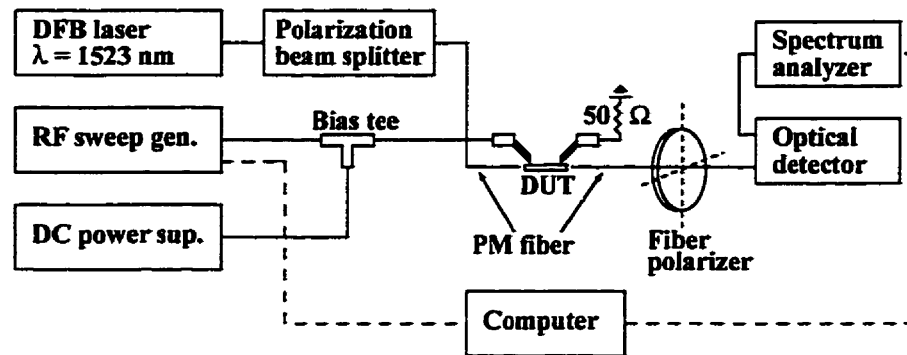 DFB laser
λ = 1523 nm
Polarization
beam splitter
Spectrum
analyzer
RF sweep gen.
Bias tee
50 Ω
Optical
detector
DUT
DC power sup.
PM fiber
Fiber
polarizer
Computer